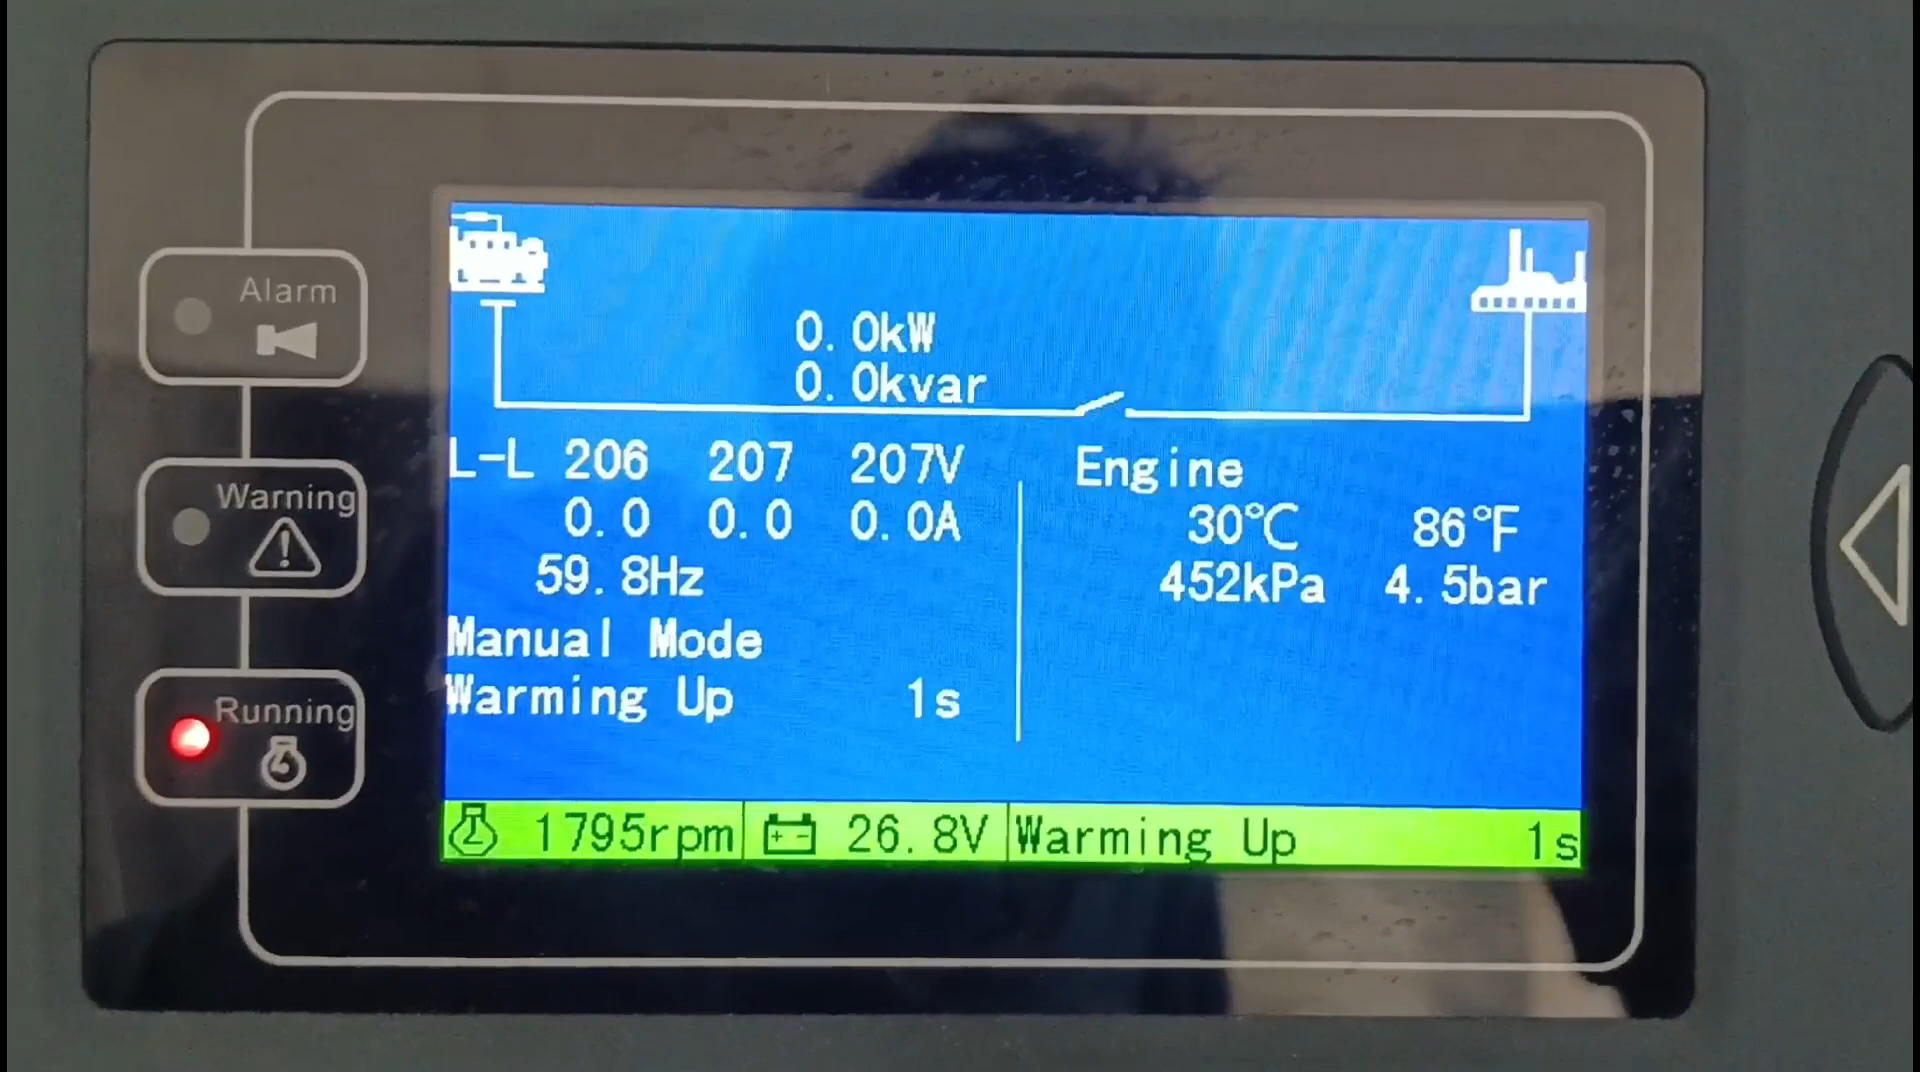 Alarm
Warning
Running
0.0kW
0.0kvar
L-L 206 207 207V
0.0 0.0 0.0A
59.8Hz
Manual Mode
Warming Up 1s
Engine
30°C 86°F
452kPa 4.5bar
1795rpm 26.8V Warming Up 1s